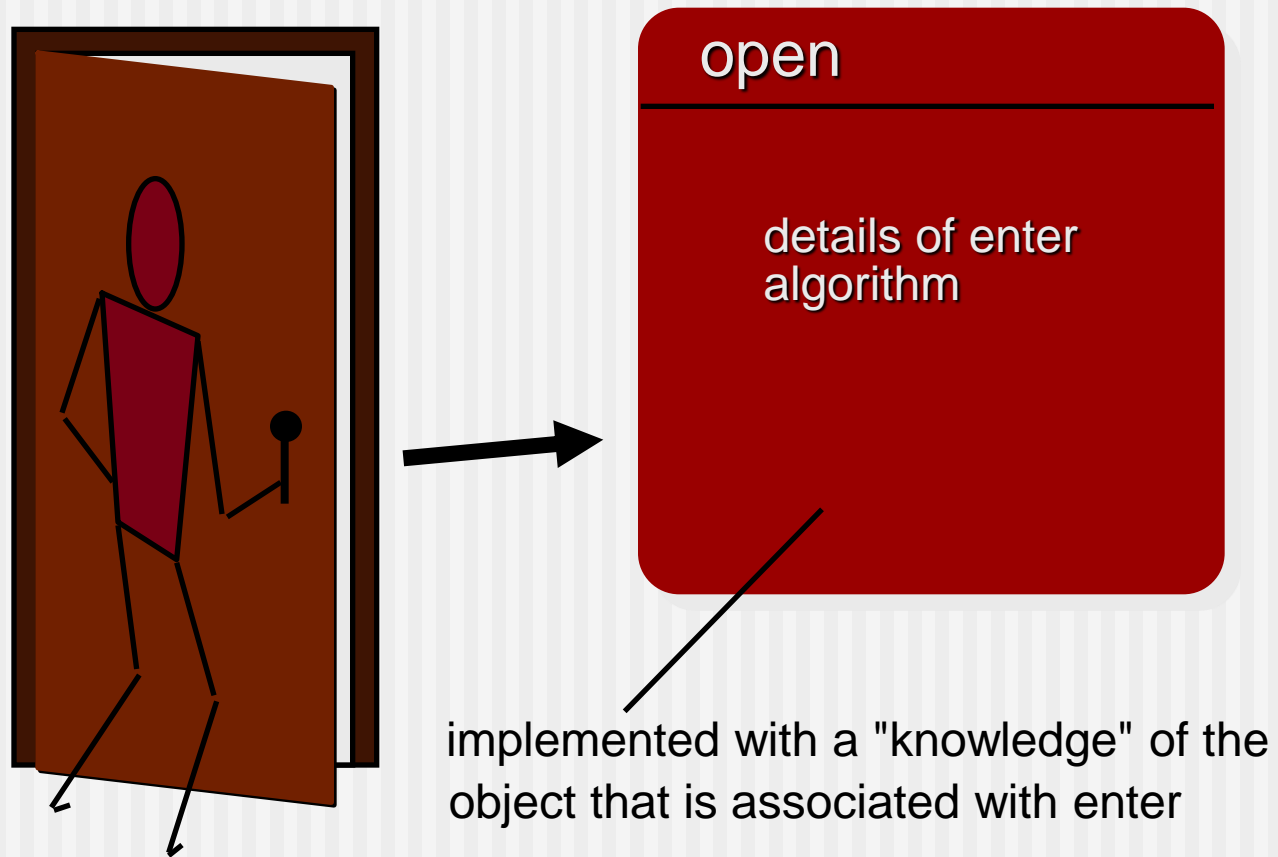 open
details of enter
algorithm
implemented with a "knowledge" of the
object that is associated with enter